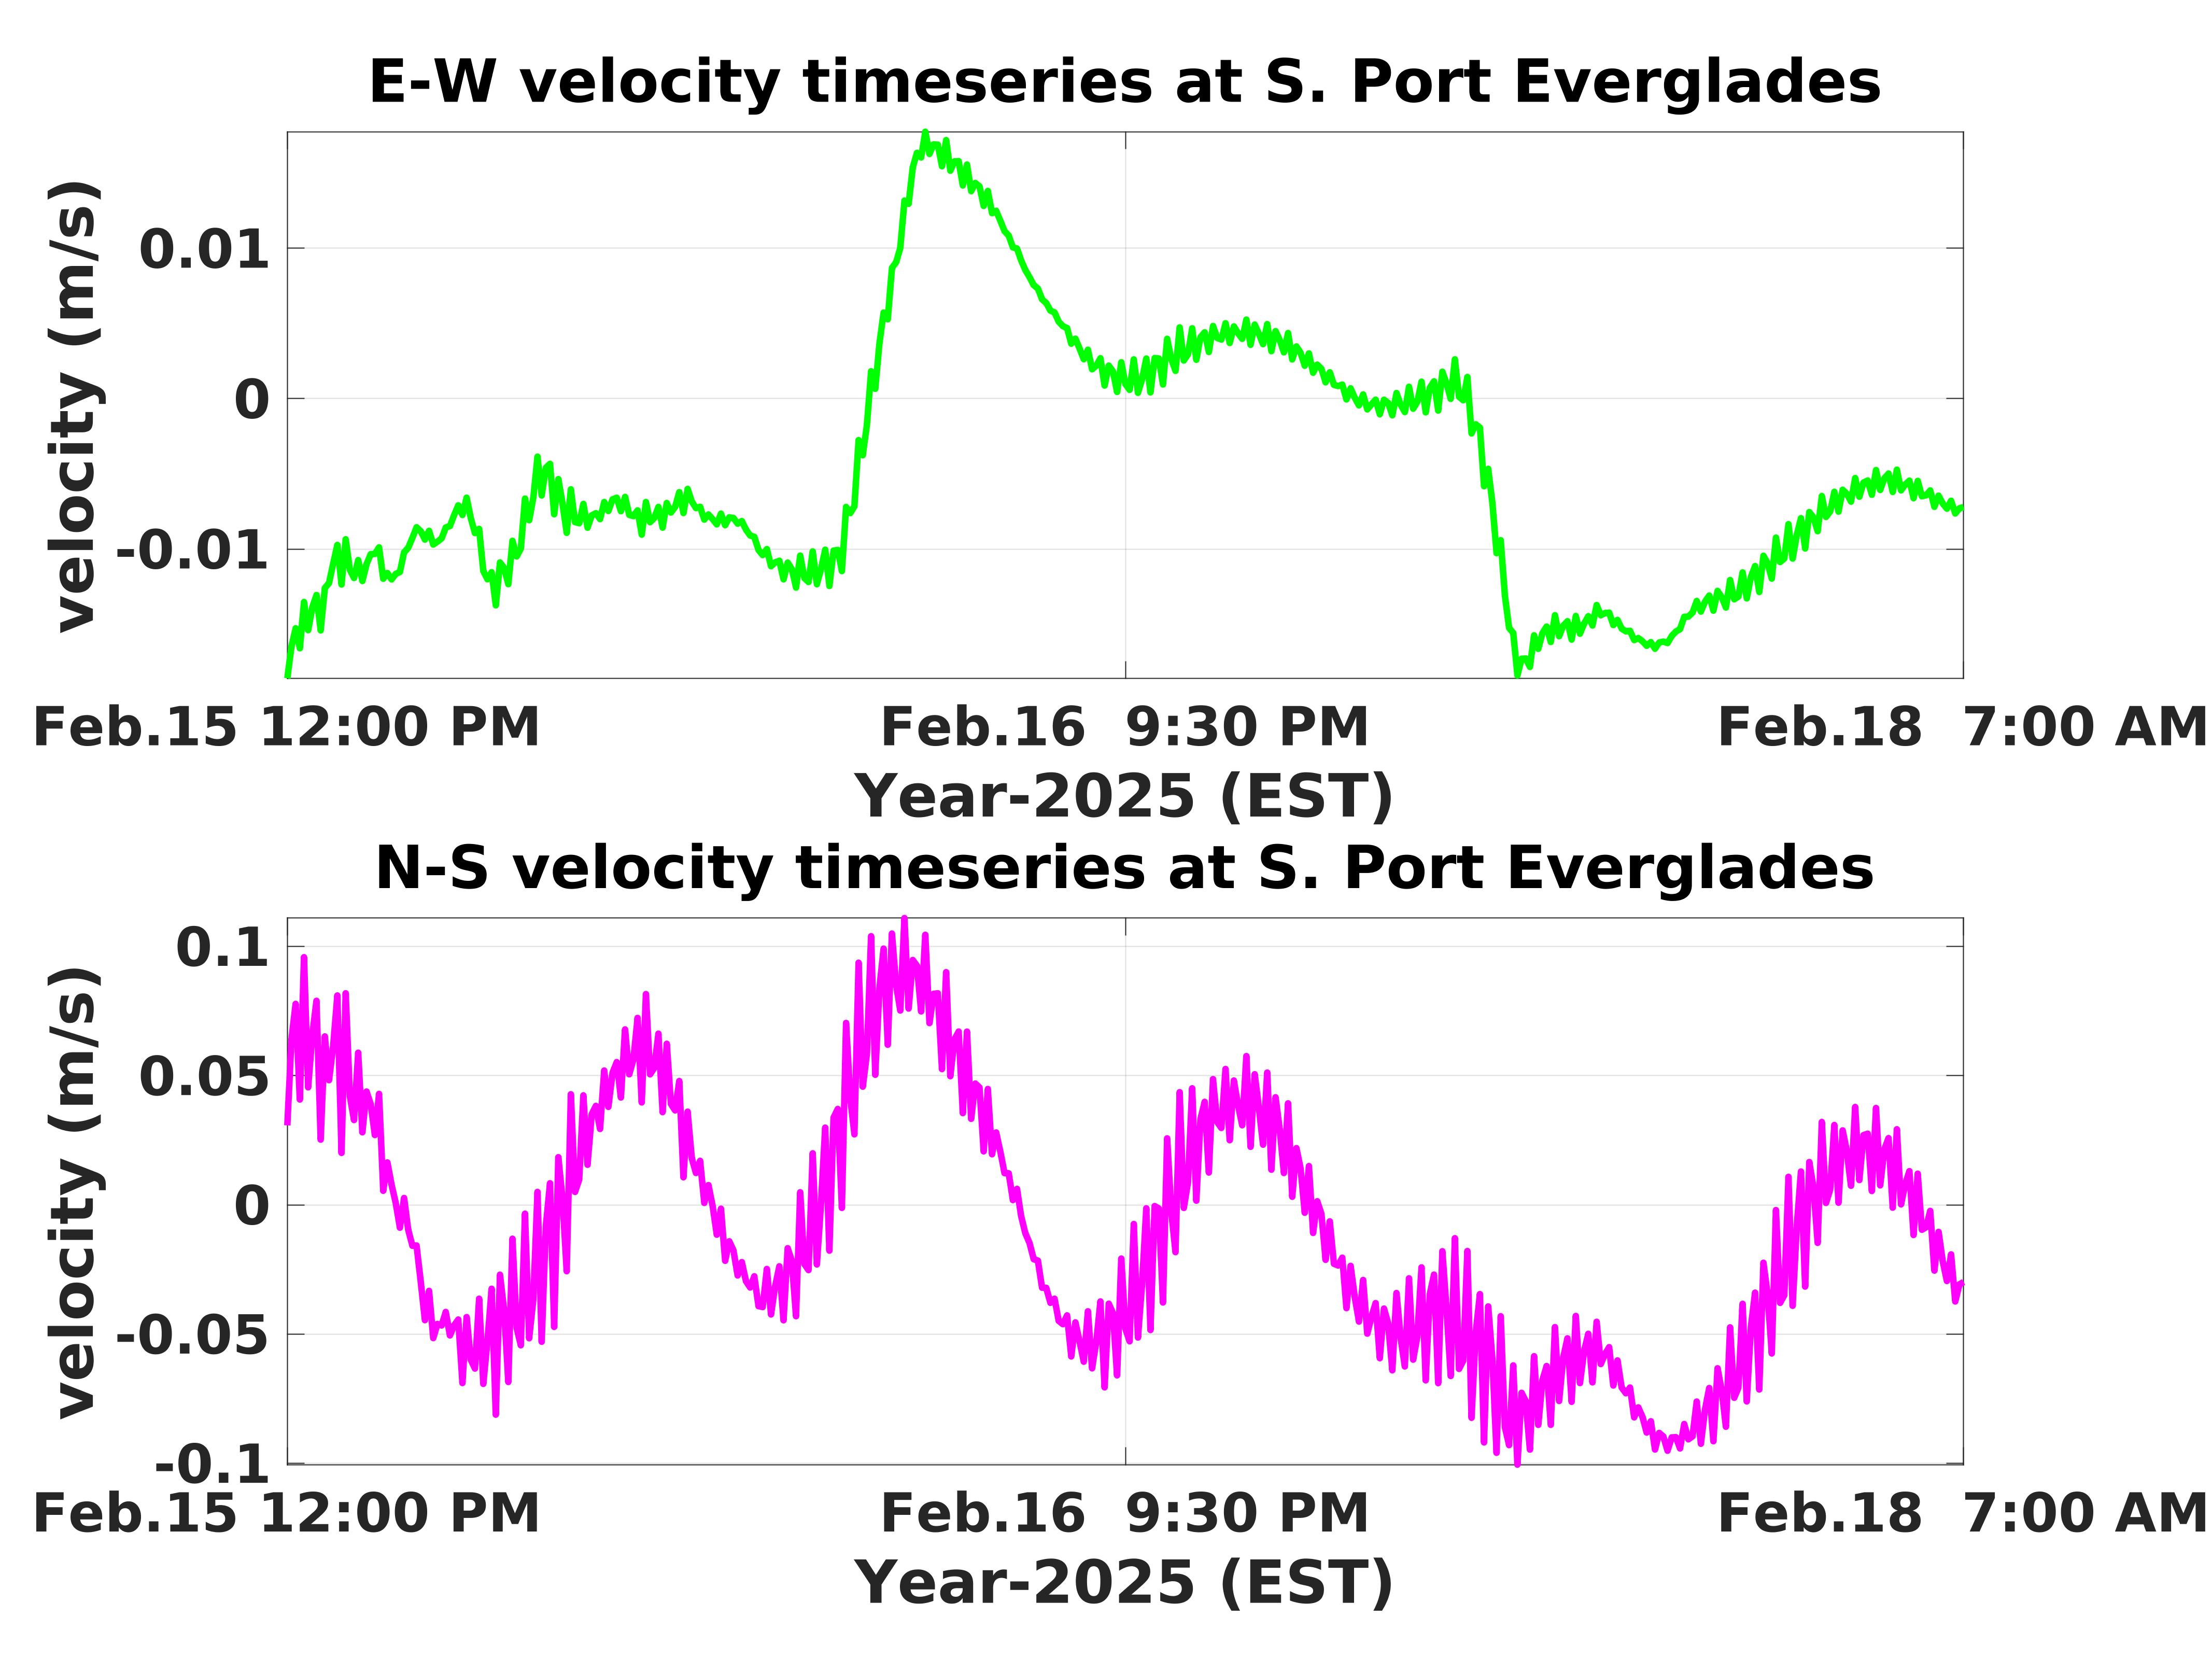 E-W velocity timeseries at S. Port Everglades
velocity (m/s)
0.01
0
-0.01
Feb.15 12:00 PM
Feb.16  9:30 PM
Feb.18  7:00 AM
Year-2025 (EST)
N-S velocity timeseries at S. Port Everglades
velocity (m/s)
0.1
0.05
0
-0.05
-0.1
Feb.15 12:00 PM
Feb.16  9:30 PM
Feb.18  7:00 AM
Year-2025 (EST)